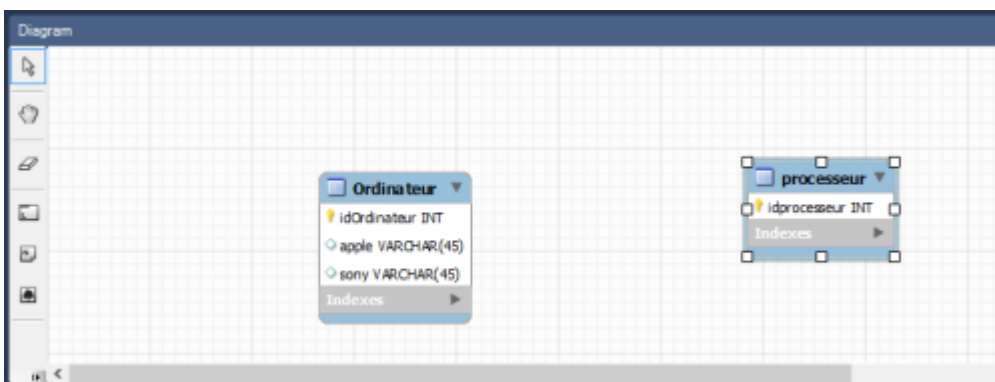 Diagram
Ordinateur
idOrdinateur INT
apple VARCHAR(45)
sony VARCHAR(45)
Indexes
processeur
idprocesseur INT
Indexes